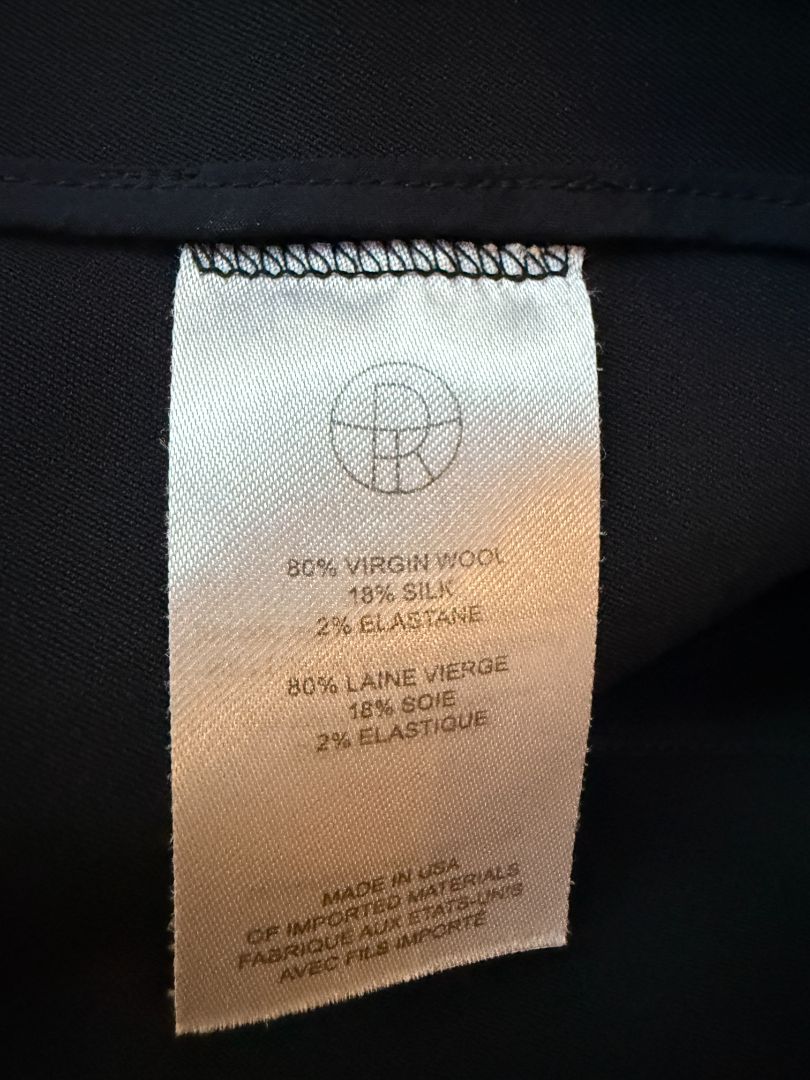 80% VIRGIN WOOL
18% SILK
2% ELASTANE
80% LAINE VIERGE
18% SOIE
2% ELASTIQUE
MADE IN USA
OF IMPORTED MATERIALS
FABRIQUE AUX ETATS-UNIS
AVEC FILS IMPORTÉ